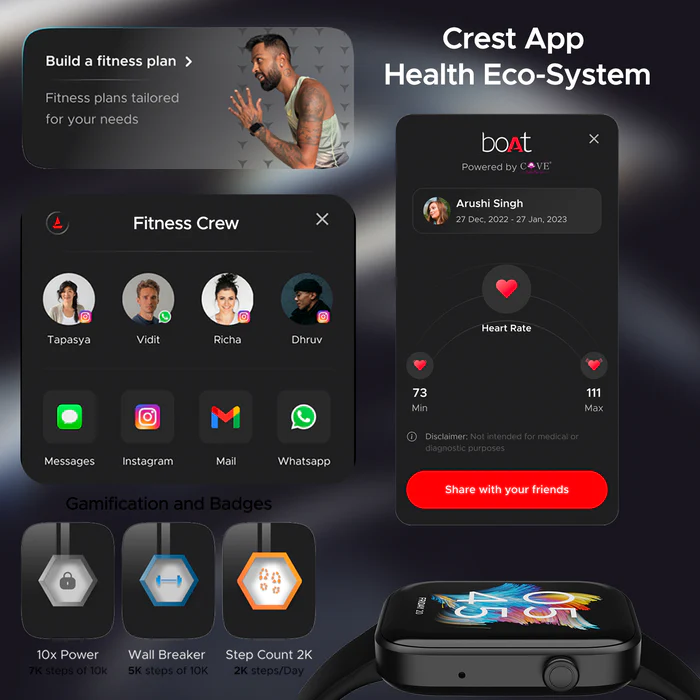 Crest App
Health Eco-System
Build a fitness plan
Fitness plans tailored
for your needs
Fitness Crew
Tapasya
Vidit
Richa
Dhruv
Messages
Instagram
Mail
Whatsapp
boAt
Powered by COVE
Arushi Singh
27 Dec, 2022 - 27 Jan, 2023
Heart Rate
73
Min
111
Max
Disclaimer: Not intended for medical or
diagnostic purposes
Share with your friends
Gamification and Badges
10x Power
7K steps of 10k
Wall Breaker
5K steps of 10K
Step Count 2K
2K steps/Day
FRIDAY 20